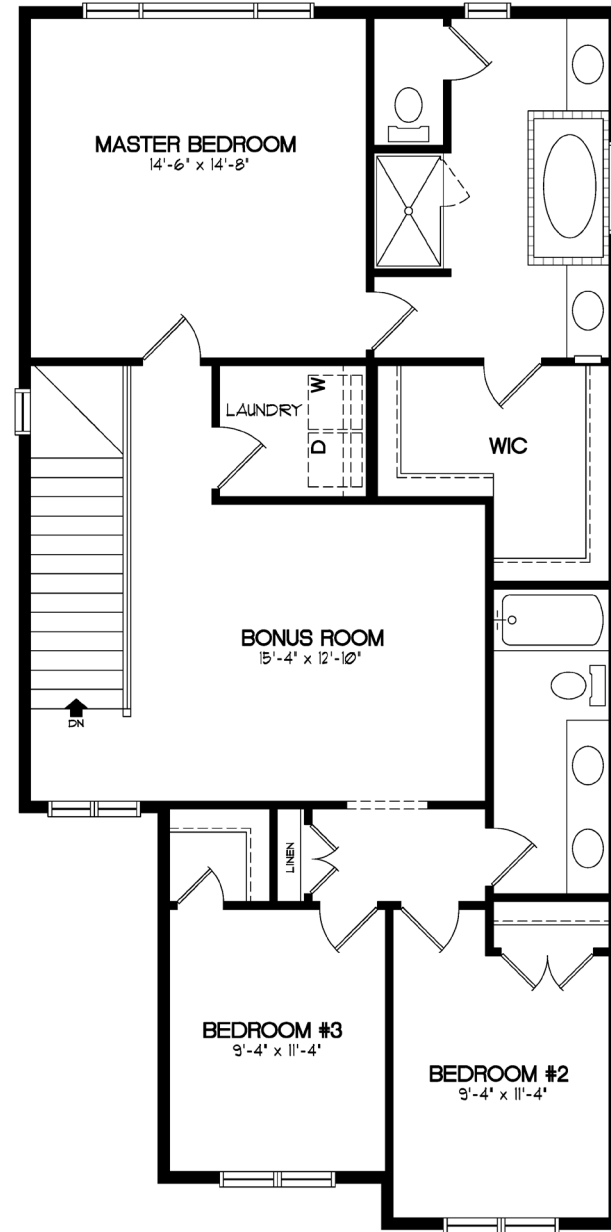 MASTER BEDROOM
14'-6" x 14'-8"
LAUNDRY
W
D
WIC
BONUS ROOM
15'-4" x 12'-10"
DN
LINEN
BEDROOM #3
9'-4" x 11'-4"
BEDROOM #2
9'-4" x 11'-4"